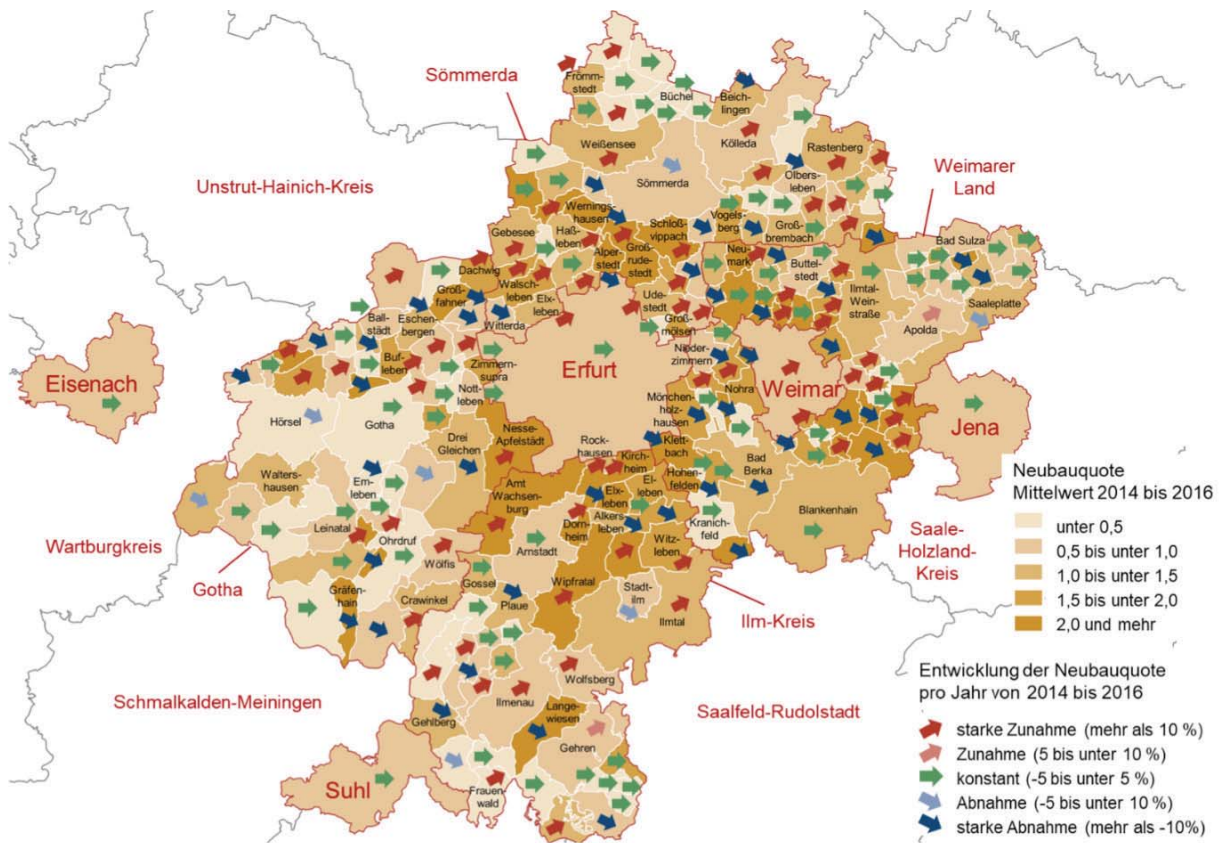 Sömmerda
Frömm-
stedt
Büchel
Beich-
lingen
Weißensee
Kölleda
Rastenberg
Unstrut-Hainich-Kreis
Sömmerda
Olbers-
leben
Weimarer
Land
Wernings-
hausen
Gebesee
Haß-
leben
Schloß-
vippach
Vogels-
berg
Groß-
brembach
Bad Sulza
Alper-
stedt
Groß-
rude-
stedt
Neu-
mark
Buttel-
stedt
Dachwig
Walsch-
leben
Groß-
fahner
Elx-
leben
Ilmtal-
Wein-
straße
Saaleplatte
Ball-
städt
Eschen-
bergen
Witterda
Ude-
stedt
Groß-
mölsen
Apolda
Buf-
leben
Zimmern-
supra
Erfurt
Nieder-
zimmern
Eisenach
Weimar
Nott-
leben
Nohra
Mönchen-
holz-
hausen
Jena
Hörsel
Gotha
Nesse-
Apfelstädt
Drei
Gleichen
Rock-
hausen
Klett-
bach
Kirch-
heim
Bad
Berka
Hohen-
felden
Walters-
hausen
Em-
leben
Amt
Wachsen-
burg
Elx-
leben
El-
leben
Blankenhain
Alkers-
leben
Kranich-
feld
Dorn-
heim
Leinatal
Ohrdruf
Wartburgkreis
Saale-
Holzland-
Kreis
Arnstadt
Witz-
leben
Wölfis
Gotha
Gossel
Wipfratal
Stadt-
ilm
Gräfen-
hain
Crawinkel
Plaue
Ilmtal
Ilm-Kreis
Wolfsberg
Schmalkalden-Meiningen
Ilmenau
Saalfeld-Rudolstadt
Gehlberg
Lange-
wiesen
Gehren
Suhl
Frauen-
wald
Neubauquote
Mittelwert 2014 bis 2016
unter 0,5
0,5 bis unter 1,0
1,0 bis unter 1,5
1,5 bis unter 2,0
2,0 und mehr
Entwicklung der Neubauquote
pro Jahr von 2014 bis 2016
starke Zunahme (mehr als 10 %)
Zunahme (5 bis unter 10 %)
konstant (-5 bis unter 5 %)
Abnahme (-5 bis unter 10 %)
starke Abnahme (mehr als -10%)